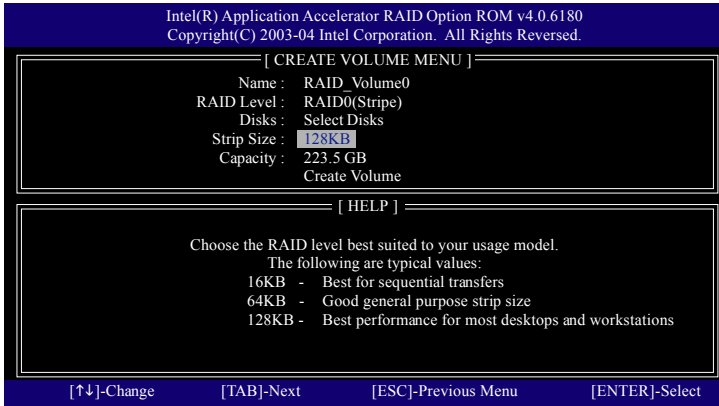 Intel(R) Application Accelerator RAID Option ROM v4.0.6180
Copyright(C) 2003-04 Intel Corporation. All Rights Reversed.
[ CREATE VOLUME MENU ]
Name : RAID_Volume0
RAID Level : RAID0(Stripe)
Disks : Select Disks
Strip Size : 128KB
Capacity : 223.5 GB
Create Volume
[ HELP ]
Choose the RAID level best suited to your usage model.
The following are typical values:
16KB - Best for sequential transfers
64KB - Good general purpose strip size
128KB - Best performance for most desktops and workstations
[↑↓]-Change [TAB]-Next [ESC]-Previous Menu [ENTER]-Select